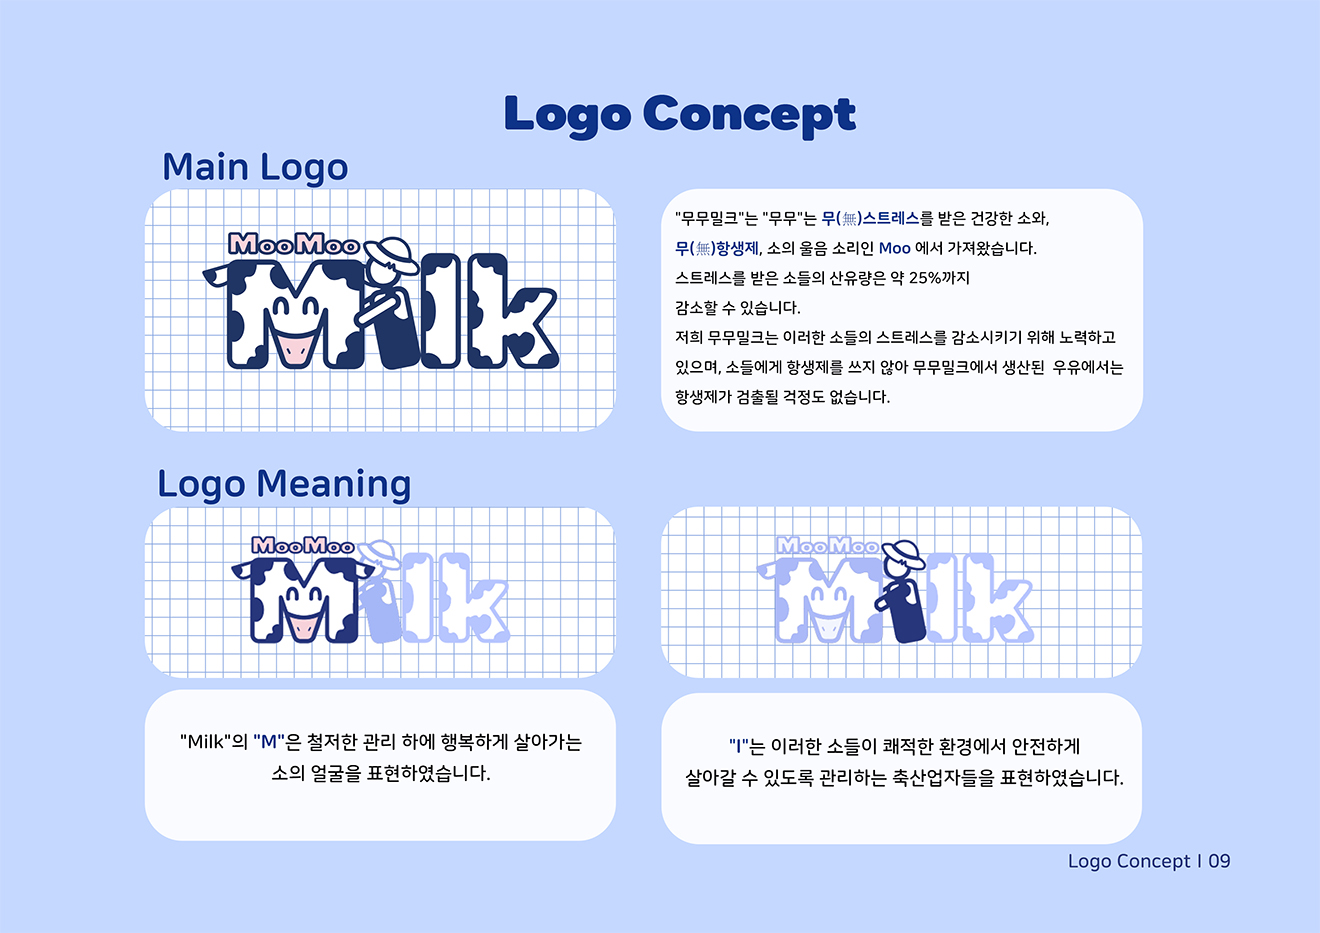 Logo Concept
Main Logo
MooMoo
Milk
"무무밀크"는 "무무"는 무(無)스트레스를 받은 건강한 소와,
무(無)항생제, 소의 울음 소리인 Moo 에서 가져왔습니다.
스트레스를 받은 소들의 산유량은 약 25%까지
감소할 수 있습니다.
저희 무무밀크는 이러한 소들의 스트레스를 감소시키기 위해 노력하고
있으며, 소들에게 항생제를 쓰지 않아 무무밀크에서 생산된 우유에서는
항생제가 검출될 걱정도 없습니다.
Logo Meaning
MooMoo
Milk
MooMoo
Milk
"Milk"의 "M"은 철저한 관리 하에 행복하게 살아가는
소의 얼굴을 표현하였습니다.
"I"는 이러한 소들이 쾌적한 환경에서 안전하게
살아갈 수 있도록 관리하는 축산업자들을 표현하였습니다.
Logo Concept I 09